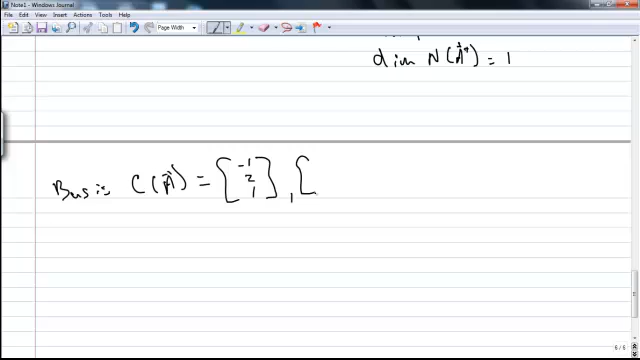 Note1 - Windows Journal
File Edit View Insert Actions Tools Help
Page Width
dim N(A^T) = 1
Basis C(A) = [-1
2
1], [
6 / 6